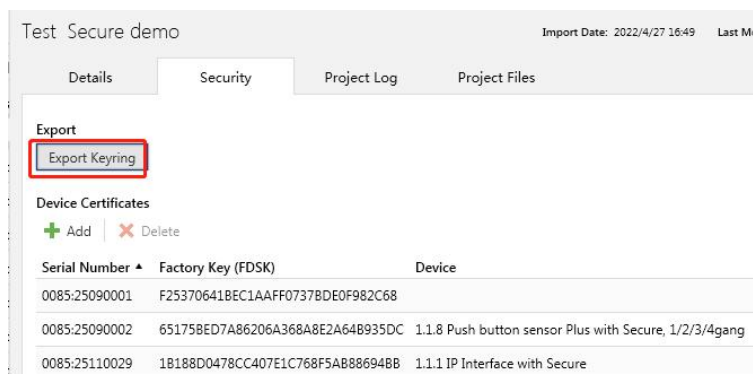 Test Secure demo Import Date: 2022/4/27 16:49 Last M
Details Security Project Log Project Files
Export
Export Keyring
Device Certificates
Add Delete
Serial Number Factory Key (FDSK) Device
0085:25090001 F25370641BEC1AAFF0737BDE0F982C68
0085:25090002 65175BED7A86206A368A8E2A64B935DC 1.1.8 Push button sensor Plus with Secure, 1/2/3/4gang
0085:25110029 1B188D0478CC407E1C768F5AB88694BB 1.1.1 IP Interface with Secure